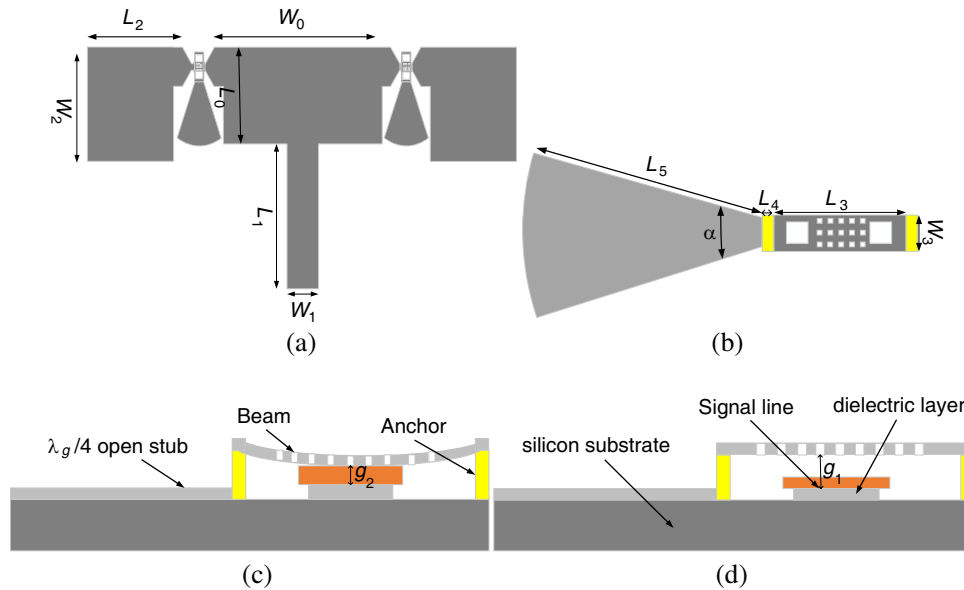 L2
W0
W2
L0
L1
W1
(a)
L5
L4
L3
α
W3
(b)
Beam
Anchor
λg/4 open stub
g2
(c)
Signal line
dielectric layer
silicon substrate
g1
(d)